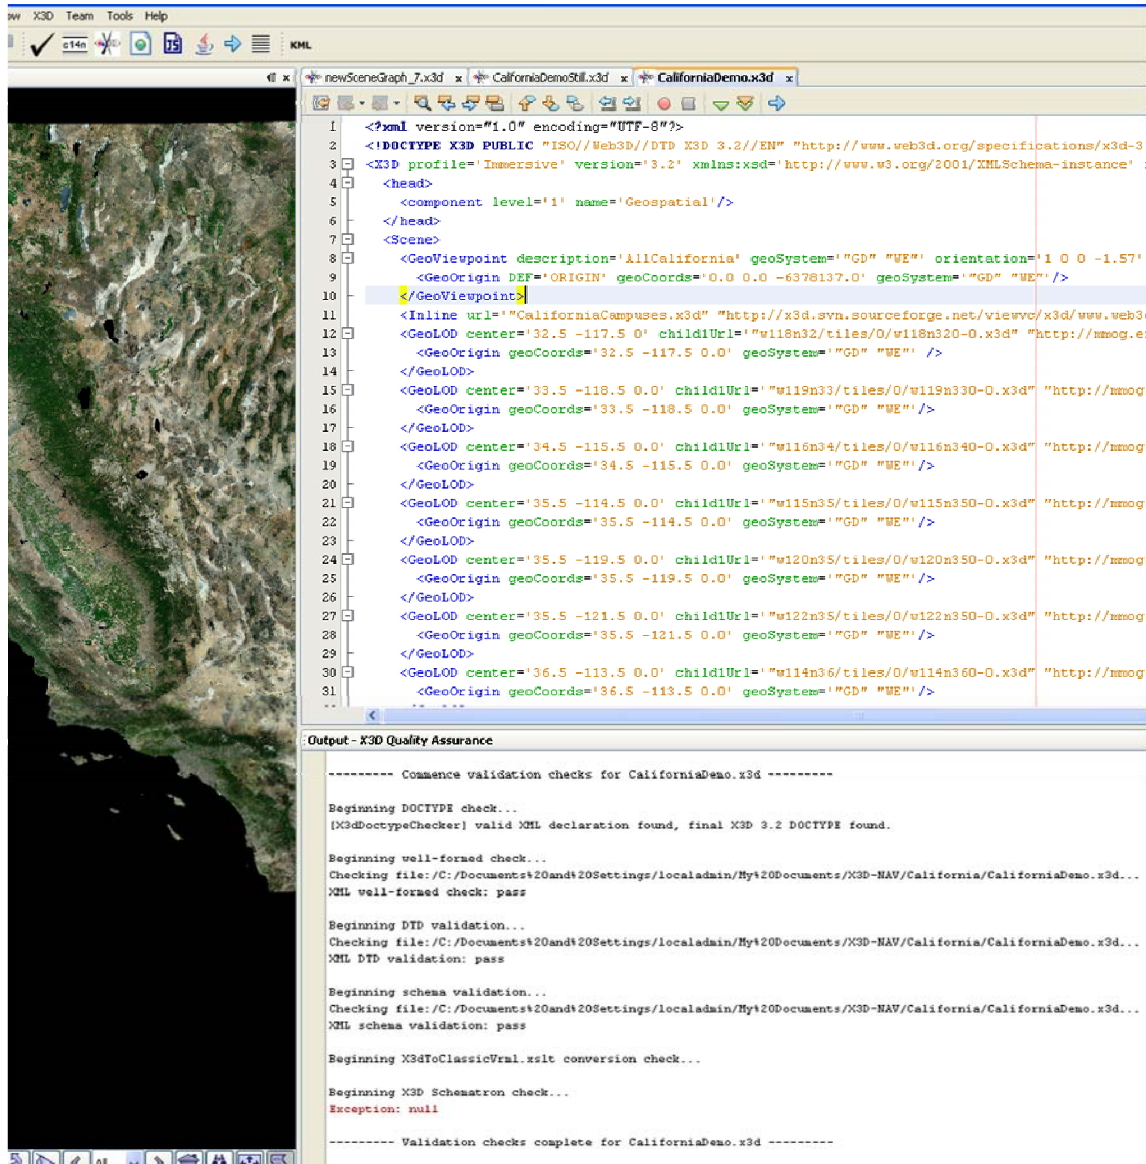 X3D Team Tools Help
c14n JS KML
newSceneGraph_7.x3d x CaliforniaDemoStill.x3d x CaliforniaDemo.x3d x
1 <?xml version="1.0" encoding="UTF-8"?>
2 <!DOCTYPE X3D PUBLIC "ISO//Web3D//DTD X3D 3.2//EN" "http://www.web3d.org/specifications/x3d-3
3 <X3D profile='Immersive' version='3.2' xmlns:xsd='http://www.w3.org/2001/XMLSchema-instance'
4 <head>
5 <component level='1' name='Geospatial'/>
6 </head>
7 <Scene>
8 <GeoViewpoint description='AllCalifornia' geoSystem='"GD" "WE"' orientation='1 0 0 -1.57'
9 <GeoOrigin DEF='ORIGIN' geoCoords='0.0 0.0 -6378137.0' geoSystem='"GD" "WE"'/>
10 </GeoViewpoint>
11 <Inline url='"CaliforniaCampuses.x3d" "http://x3d.svn.sourceforge.net/viewvc/x3d/www.web3
12 <GeoLOD center='32.5 -117.5 0' child1Url='"w118n32/tiles/0/w118n320-0.x3d" "http://mmog.e
13 <GeoOrigin geoCoords='32.5 -117.5 0.0' geoSystem='"GD" "WE"' />
14 </GeoLOD>
15 <GeoLOD center='33.5 -118.5 0.0' child1Url='"w119n33/tiles/0/w119n330-0.x3d" "http://mmog
16 <GeoOrigin geoCoords='33.5 -118.5 0.0' geoSystem='"GD" "WE"'/>
17 </GeoLOD>
18 <GeoLOD center='34.5 -115.5 0.0' child1Url='"w116n34/tiles/0/w116n340-0.x3d" "http://mmog
19 <GeoOrigin geoCoords='34.5 -115.5 0.0' geoSystem='"GD" "WE"'/>
20 </GeoLOD>
21 <GeoLOD center='35.5 -114.5 0.0' child1Url='"w115n35/tiles/0/w115n350-0.x3d" "http://mmog
22 <GeoOrigin geoCoords='35.5 -114.5 0.0' geoSystem='"GD" "WE"'/>
23 </GeoLOD>
24 <GeoLOD center='35.5 -119.5 0.0' child1Url='"w120n35/tiles/0/w120n350-0.x3d" "http://mmog
25 <GeoOrigin geoCoords='35.5 -119.5 0.0' geoSystem='"GD" "WE"'/>
26 </GeoLOD>
27 <GeoLOD center='35.5 -121.5 0.0' child1Url='"w122n35/tiles/0/w122n350-0.x3d" "http://mmog
28 <GeoOrigin geoCoords='35.5 -121.5 0.0' geoSystem='"GD" "WE"'/>
29 </GeoLOD>
30 <GeoLOD center='36.5 -113.5 0.0' child1Url='"w114n36/tiles/0/w114n360-0.x3d" "http://mmog
31 <GeoOrigin geoCoords='36.5 -113.5 0.0' geoSystem='"GD" "WE"'/>
Output - X3D Quality Assurance
--------- Commence validation checks for CaliforniaDemo.x3d ---------
Beginning DOCTYPE check...
[X3dDoctypeChecker] valid XML declaration found, final X3D 3.2 DOCTYPE found.
Beginning well-formed check...
Checking file:/C:/Documents%20and%20Settings/localadmin/My%20Documents/X3D-NAV/California/CaliforniaDemo.x3d...
XML well-formed check: pass
Beginning DTD validation...
Checking file:/C:/Documents%20and%20Settings/localadmin/My%20Documents/X3D-NAV/California/CaliforniaDemo.x3d...
XML DTD validation: pass
Beginning schema validation...
Checking file:/C:/Documents%20and%20Settings/localadmin/My%20Documents/X3D-NAV/California/CaliforniaDemo.x3d...
XML schema validation: pass
Beginning X3dToClassicVrml.xslt conversion check...
Beginning X3D Schematron check...
Exception: null
--------- Validation checks complete for CaliforniaDemo.x3d ---------